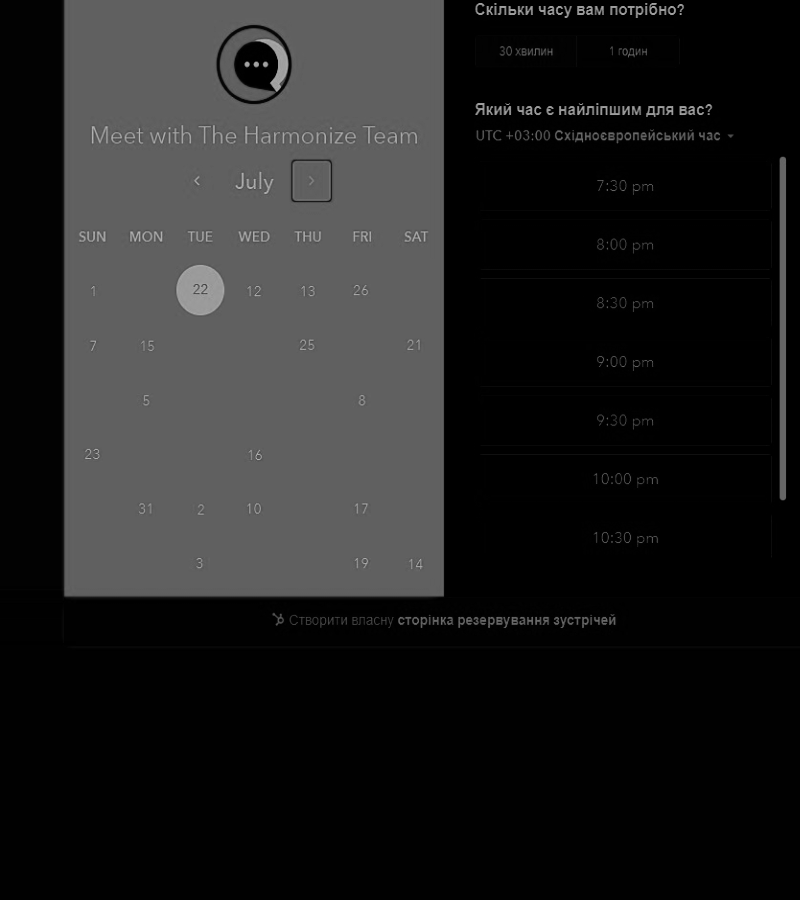 Meet with The Harmonize Team
July
SUN MON TUE WED THU FRI SAT
1 22 12 13 26
7 15 25 21
5 8
23 16
31 2 10 17
3 19 14
Скільки часу вам потрібно?
30 хвилин 1 годин
Який час є найліпшим для вас?
UTC +03:00 Східноєвропейський час
7:30 pm
8:00 pm
8:30 pm
9:00 pm
9:30 pm
10:00 pm
10:30 pm
Створити власну сторінка резервування зустрічей